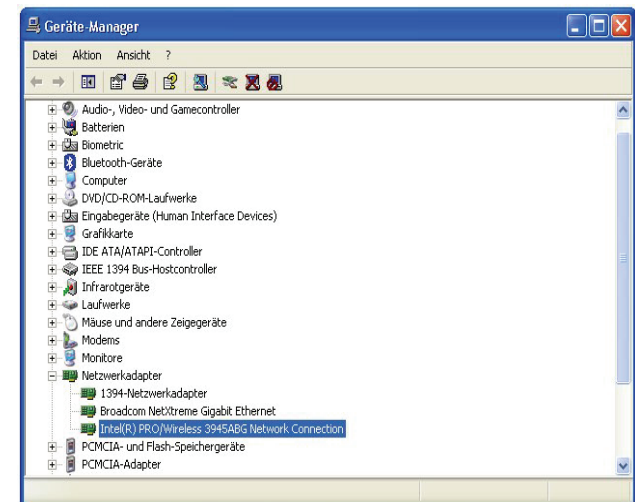 Geräte-Manager
Datei Aktion Ansicht ?
Audio-, Video- und Gamecontroller
Batterien
Biometric
Bluetooth-Geräte
Computer
DVD/CD-ROM-Laufwerke
Eingabegeräte (Human Interface Devices)
Grafikkarte
IDE ATA/ATAPI-Controller
IEEE 1394 Bus-Hostcontroller
Infrarotgeräte
Laufwerke
Mäuse und andere Zeigegeräte
Modems
Monitore
Netzwerkadapter
1394-Netzwerkadapter
Broadcom NetXtreme Gigabit Ethernet
Intel(R) PRO/Wireless 3945ABG Network Connection
PCMCIA- und Flash-Speichergeräte
PCMCIA-Adapter